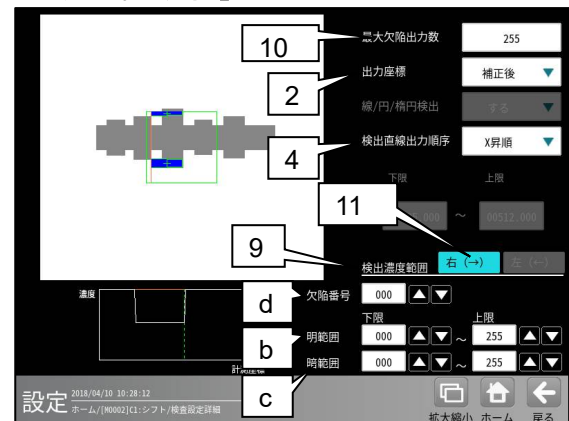 10
最大欠陥出力数 255
2
出力座標 補正後
線/円/楕円検出 する
4
検出直線出力順序 X昇順
下限 上限
11
.000 ～ 00512.000
9
検出濃度範囲 右 (→) 左 (←)
濃度
d
欠陥番号 000
下限 上限
b
明範囲 000 ～ 255
c
暗範囲 000 ～ 255
設定 2018/04/10 10:28:12
ホーム/[M0002]C1:シフト/検査設定詳細
拡大縮小 ホーム 戻る